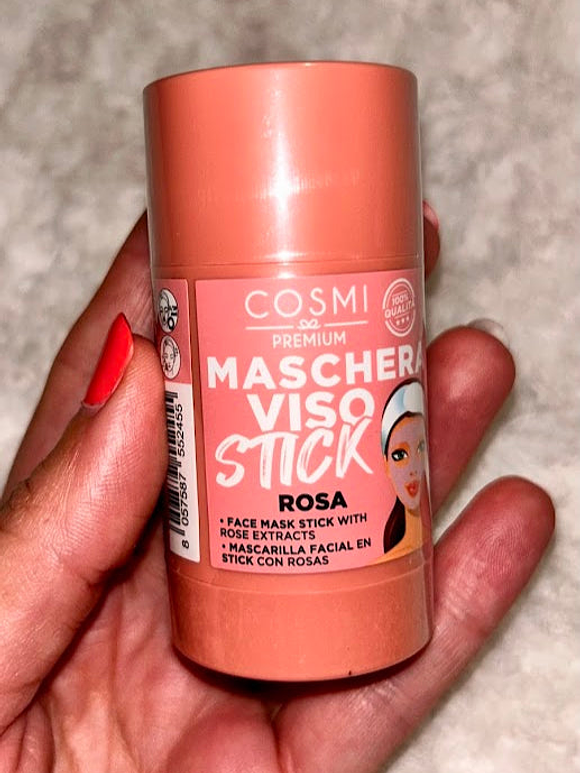 COSMI
PREMIUM
100%
QUALITÀ
MASCHERA
VISO
STICK
ROSA
• FACE MASK STICK WITH
ROSE EXTRACTS
• MASCARILLA FACIAL EN
STICK CON ROSAS
8 057587 552455